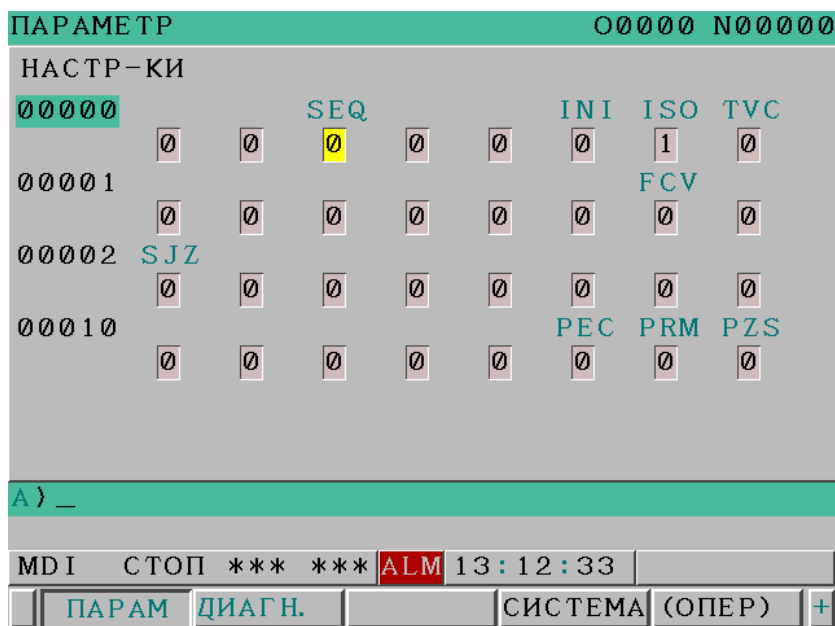 ПАРАМЕТР O0000 N00000
НАСТР-КИ
00000 SEQ INI ISO TVC
0 0 0 0 0 0 1 0
00001 FCV
0 0 0 0 0 0 0 0
00002 SJZ
0 0 0 0 0 0 0 0
00010 PEC PRM PZS
0 0 0 0 0 0 0 0
A)_
MDI СТОП *** *** ALM 13:12:33
ПАРАМ ДИАГН. СИСТЕМА (ОПЕР) +